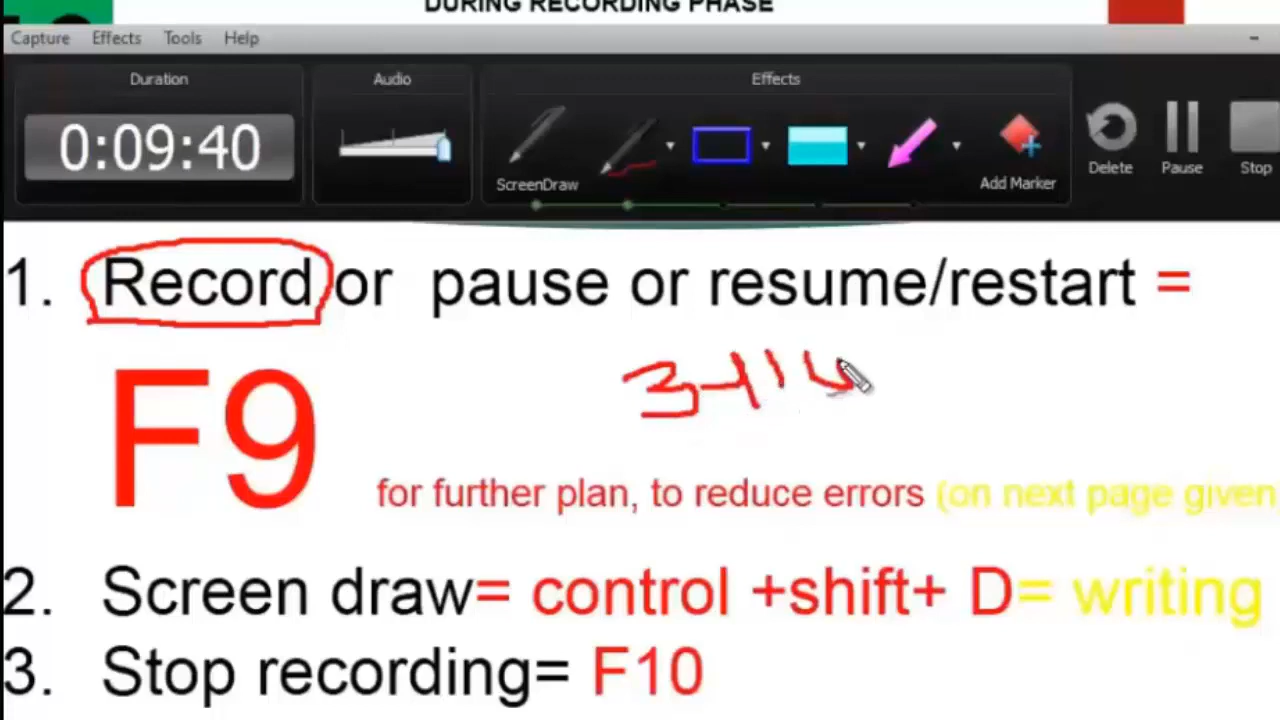 DURING RECORDING PHASE
Capture Effects Tools Help
Duration Audio Effects
0:09:40
ScreenDraw Add Marker Delete Pause Stop
1. Record or pause or resume/restart =
F9
for further plan, to reduce errors (on next page given
2. Screen draw= control +shift+ D= writing
3. Stop recording= F10